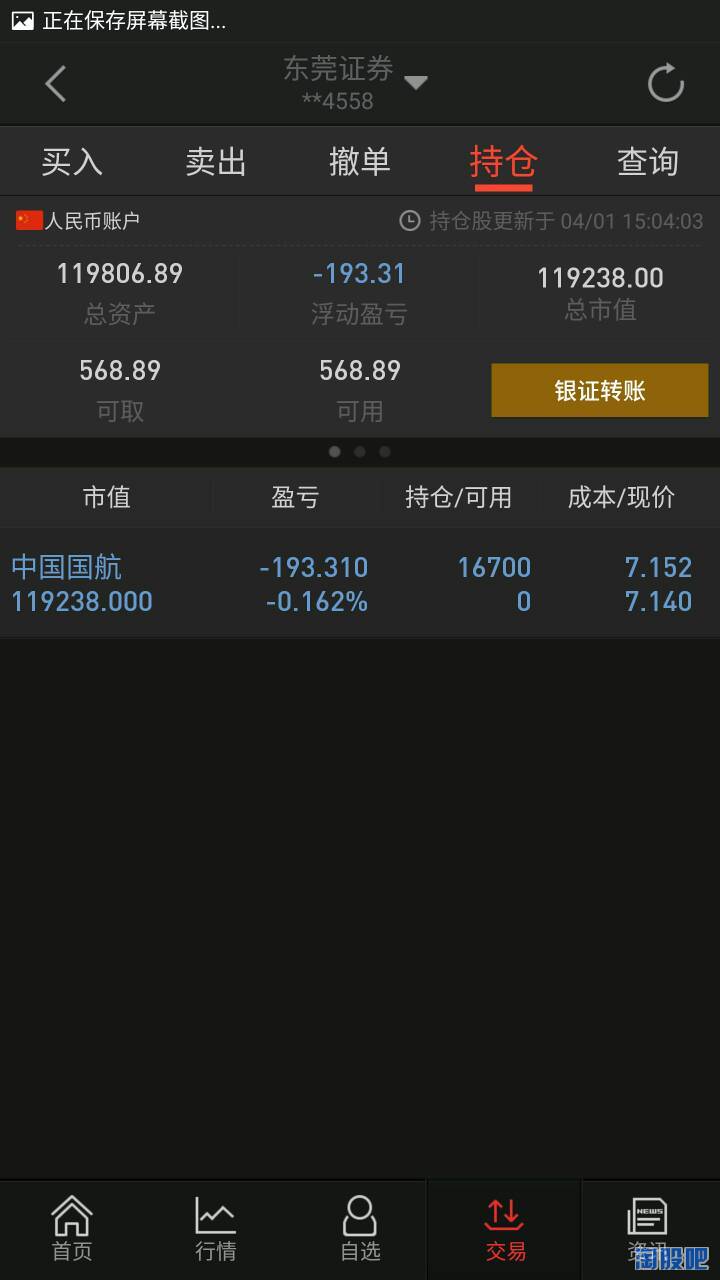 正在保存屏幕截图...
东莞证券
**4558
买入 卖出 撤单 持仓 查询
人民币账户 持仓股更新于 04/01 15:04:03
119806.89 -193.31 119238.00
总资产 浮动盈亏 总市值
568.89 568.89 银证转账
可取 可用
市值 盈亏 持仓/可用 成本/现价
中国国航 -193.310 16700 7.152
119238.000 -0.162% 0 7.140
NEWS
首页 行情 自选 交易 资讯
淘股吧